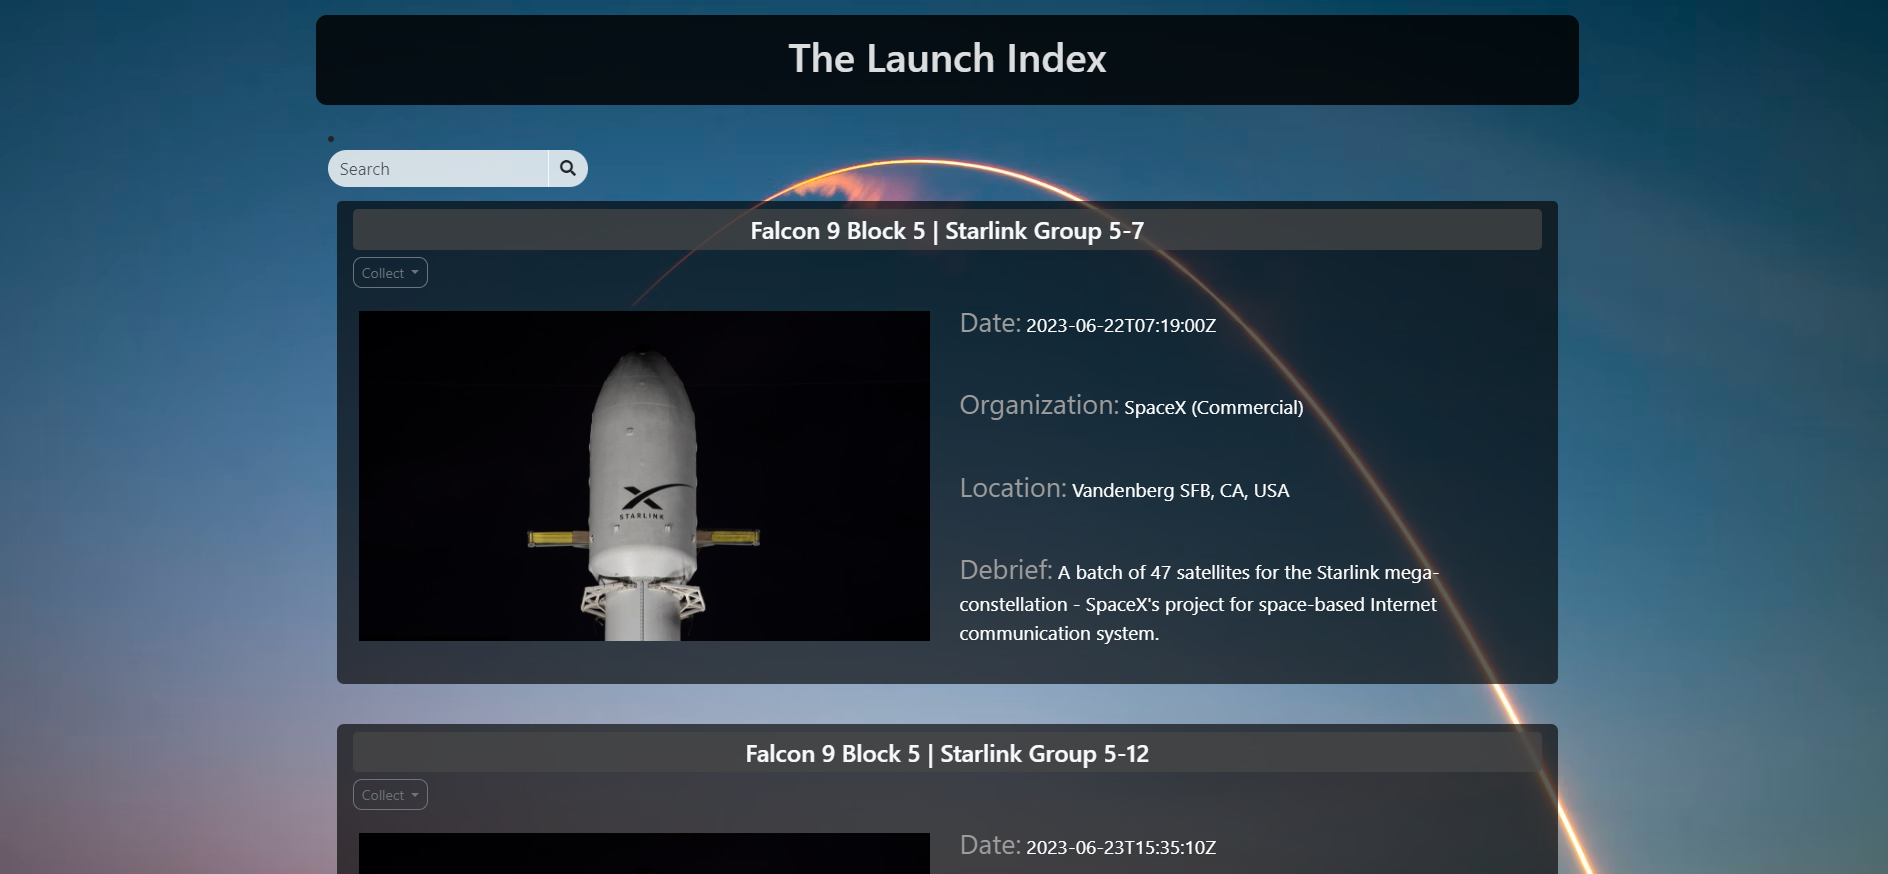 The Launch Index
Search
Falcon 9 Block 5 | Starlink Group 5-7
Collect
Date: 2023-06-22T07:19:00Z
Organization: SpaceX (Commercial)
Location: Vandenberg SFB, CA, USA
Debrief: A batch of 47 satellites for the Starlink mega-
constellation - SpaceX's project for space-based Internet
communication system.
STARLINK
Falcon 9 Block 5 | Starlink Group 5-12
Collect
Date: 2023-06-23T15:35:10Z